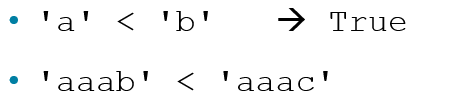 • 'a' < 'b' → True
• 'aaab' < 'aaac'